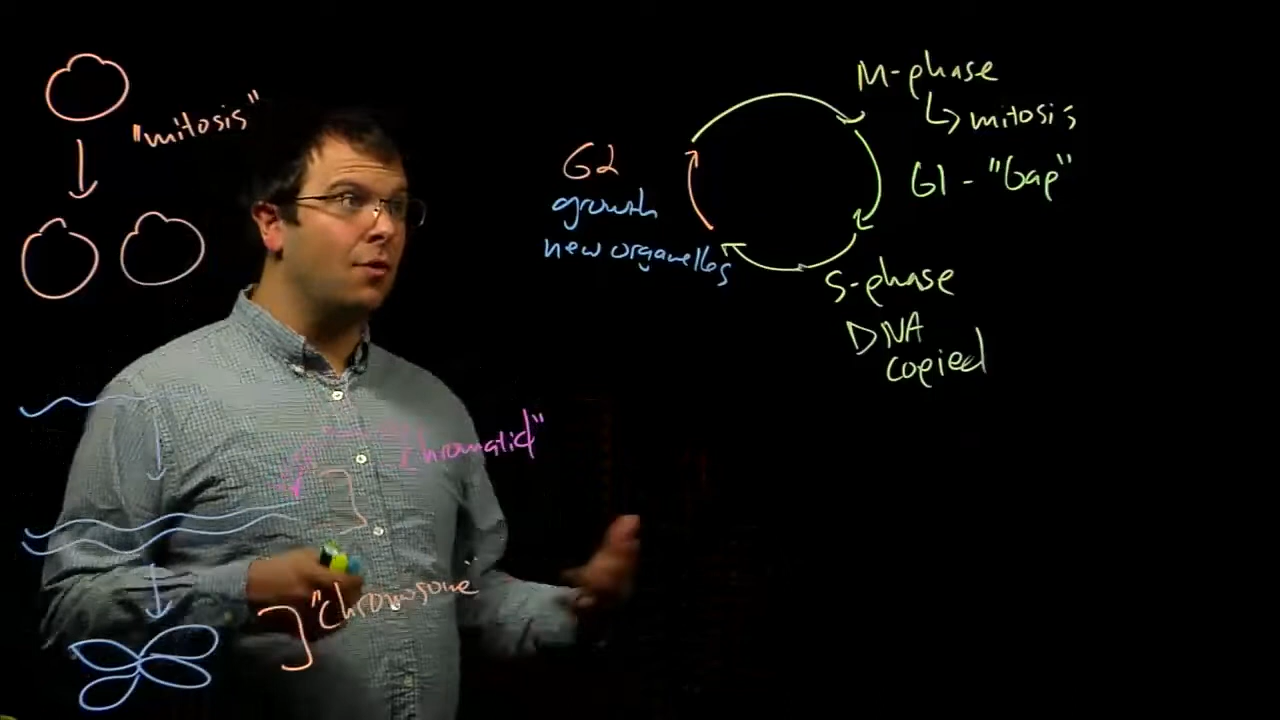 "mitosis"
M-phase
↳ mitosis
G1 - "Gap"
S-phase
DNA
copied
G2
growth
new organelles
"chromatid"
"chromosome"